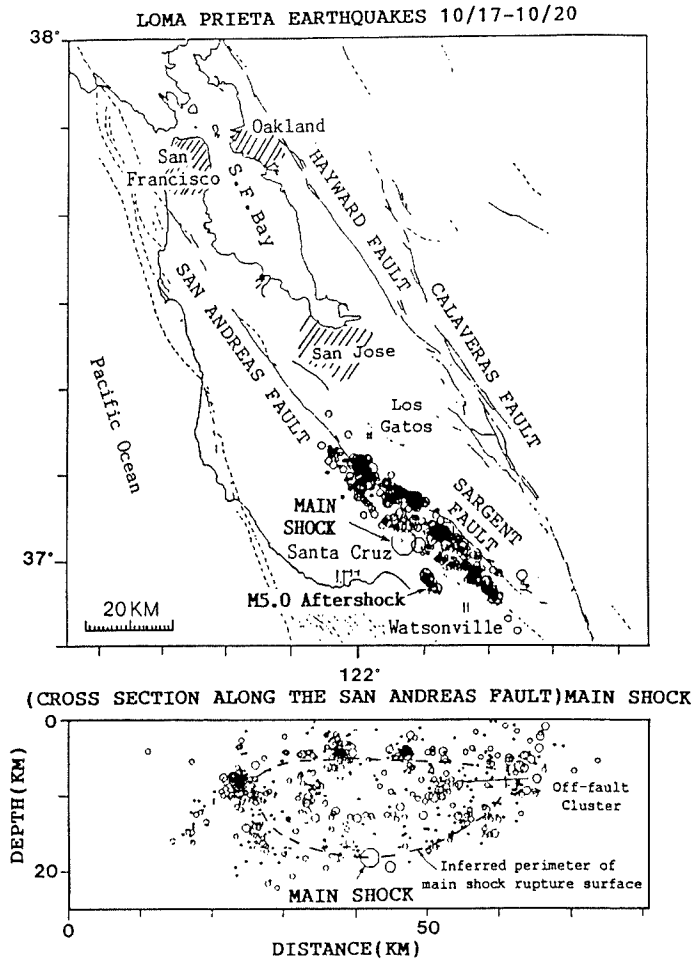 LOMA PRIETA EARTHQUAKES 10/17-10/20
38°
Oakland
San
Francisco
S.F. Bay
HAYWARD FAULT
SAN ANDREAS FAULT
CALAVERAS FAULT
San Jose
Pacific Ocean
Los
Gatos
SARGENT
FAULT
MAIN
SHOCK
Santa Cruz
37°
M5.0 Aftershock
20 KM
Watsonville
122°
(CROSS SECTION ALONG THE SAN ANDREAS FAULT)MAIN SHOCK
0
DEPTH(KM)
Off-fault
Cluster
20
Inferred perimeter of
main shock rupture surface
MAIN SHOCK
0
50
DISTANCE(KM)